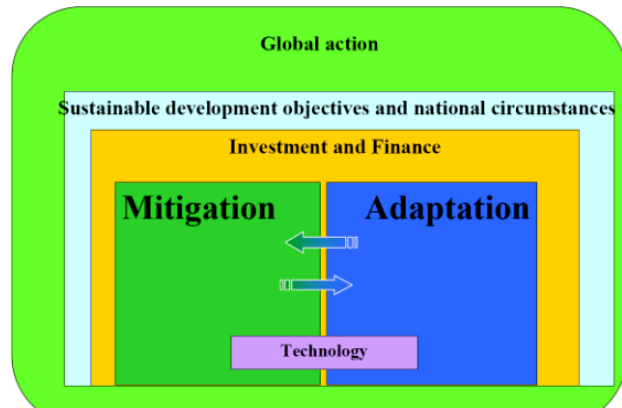 Global action
Sustainable development objectives and national circumstances
Investment and Finance
Mitigation
Adaptation
Technology